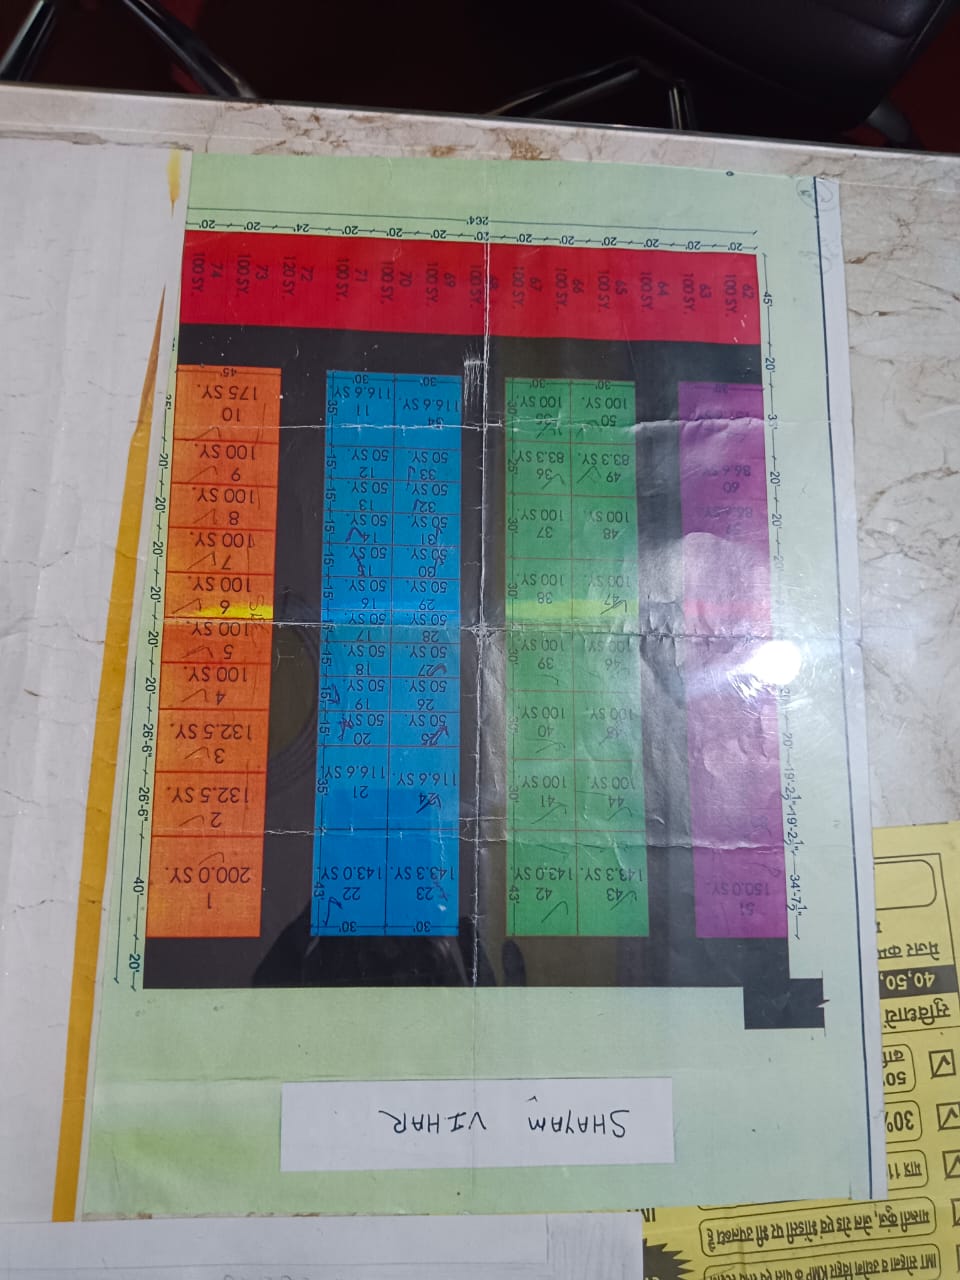 SHAYAM VIHAR
51
150.0 SY.
60
86.6 SY.
34'-7½"
19'-2½"
19'-2½"
20'
20'
20'
20'
45'
43
143.3 SY.
42
143.0 SY.
43'
44
100 SY.
41
100 SY.
30'
100 SY.
40
100 SY.
46
100 SY.
39
100 SY.
30'
47
100 SY.
38
100 SY.
30'
48
100 SY.
37
100 SY.
30'
49
83.3 SY.
36
83.3 SY.
25'
50
100 SY.
100 SY.
30'
30'
30'
30'
30'
23
143.3 SY.
22
143.0 SY.
43'
24
116.6 SY.
21
116.6 SY.
35'
25
50 SY.
20
50 SY.
15'
26
50 SY.
19
50 SY.
15'
27
50 SY.
18
50 SY.
15'
28
50 SY.
17
50 SY.
29
50 SY.
16
50 SY.
15'
30
50 SY.
15
50 SY.
15'
31
50 SY.
14
50 SY.
15'
32
50 SY.
13
50 SY.
15'
33
50 SY.
12
50 SY.
15'
34
116.6 SY.
11
116.6 SY.
35'
30'
30'
1
200.0 SY.
2
132.5 SY.
3
132.5 SY.
4
100 SY.
5
100 SY.
6
100 SY.
7
100 SY.
8
100 SY.
9
100 SY.
10
175 SY.
45'
20'
40'
26'-6"
26'-6"
20'
20'
20'
20'
20'
20'
35'
62
100 SY.
63
100 SY.
64
100 SY.
65
100 SY.
66
100 SY.
67
100 SY.
68
100 SY.
69
100 SY.
70
100 SY.
71
100 SY.
72
120 SY.
73
100 SY.
74
100 SY.
20'
20'
20'
20'
20'
20'
20'
20'
20'
20'
24'
20'
20'
264'
मात्र 11
30%
सुविधायें
40,50,
मेजर कम